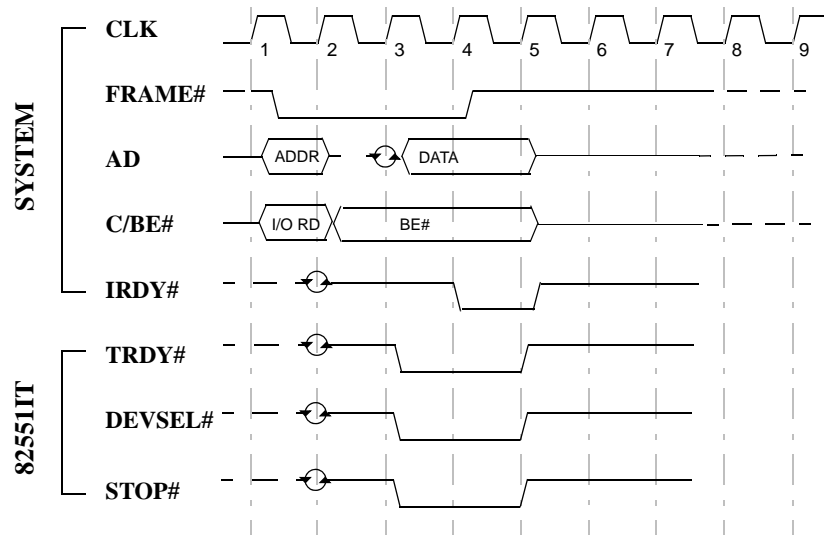 CLK
1 2 3 4 5 6 7 8 9
FRAME#
AD
ADDR DATA
C/BE#
I/O RD BE#
IRDY#
SYSTEM
TRDY#
DEVSEL#
STOP#
82551IT